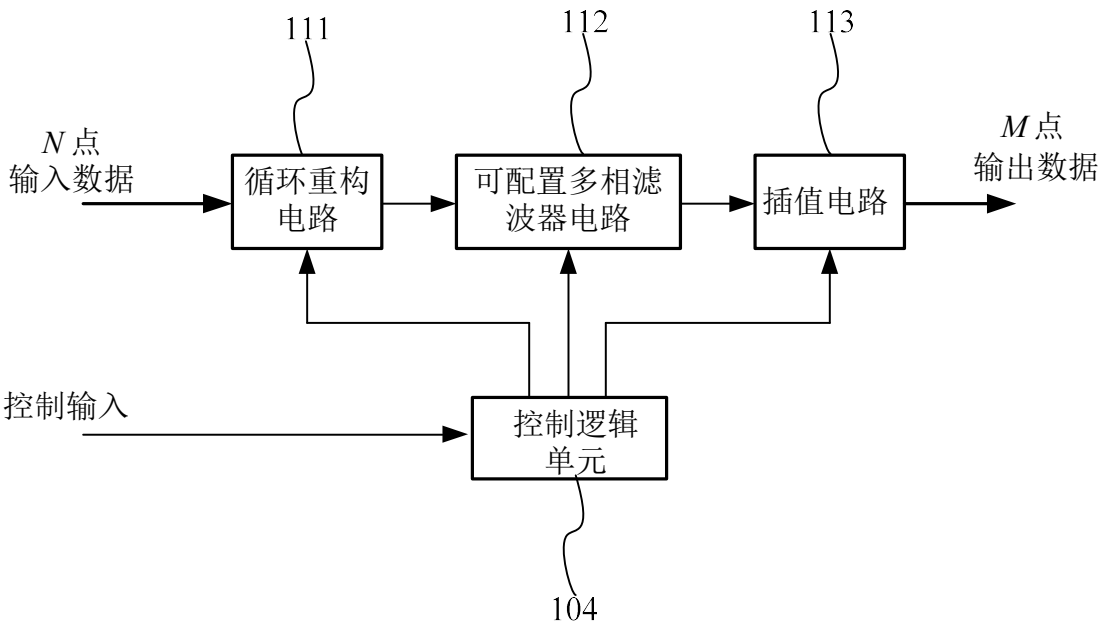 111
112
113
N 点
输入数据
循环重构
电路
可配置多相滤
波器电路
插值电路
M 点
输出数据
控制输入
控制逻辑
单元
104